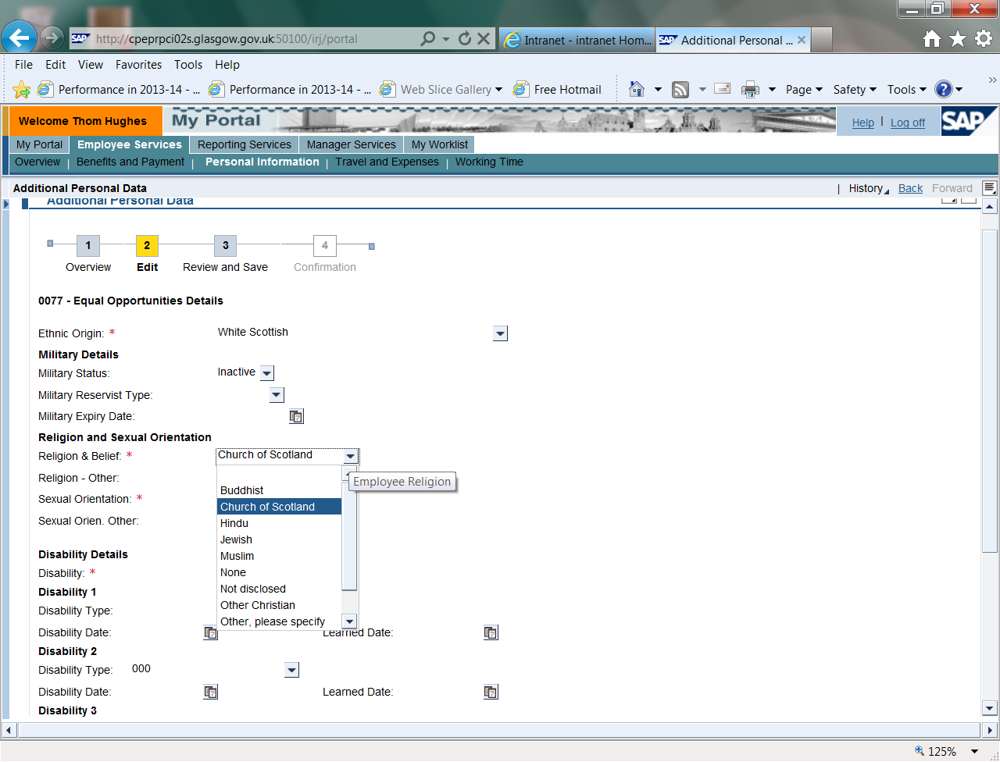 SAP http://cpeprpci02s.glasgow.gov.uk:50100/irj/portal Intranet - intranet Hom... SAP Additional Personal ...
File Edit View Favorites Tools Help
Performance in 2013-14 - ... Performance in 2013-14 - ... Web Slice Gallery Free Hotmail Page Safety Tools
Welcome Thom Hughes My Portal Help | Log off SAP
My Portal Employee Services Reporting Services Manager Services My Worklist
Overview | Benefits and Payment | Personal Information | Travel and Expenses | Working Time
Additional Personal Data | History Back Forward
Additional Personal Data
1 2 3 4
Overview Edit Review and Save Confirmation
0077 - Equal Opportunities Details
Ethnic Origin: * White Scottish
Military Details
Military Status: Inactive
Military Reservist Type:
Military Expiry Date:
Religion and Sexual Orientation
Religion & Belief: * Church of Scotland
Religion - Other: Employee Religion
Buddhist
Sexual Orientation: *
Church of Scotland
Sexual Orien. Other: Hindu
Jewish
Disability Details Muslim
Disability: * None
Disability 1 Not disclosed
Disability Type: Other Christian
Other, please specify
Disability Date: Learned Date:
Disability 2
Disability Type: 000
Disability Date: Learned Date:
Disability 3
125%